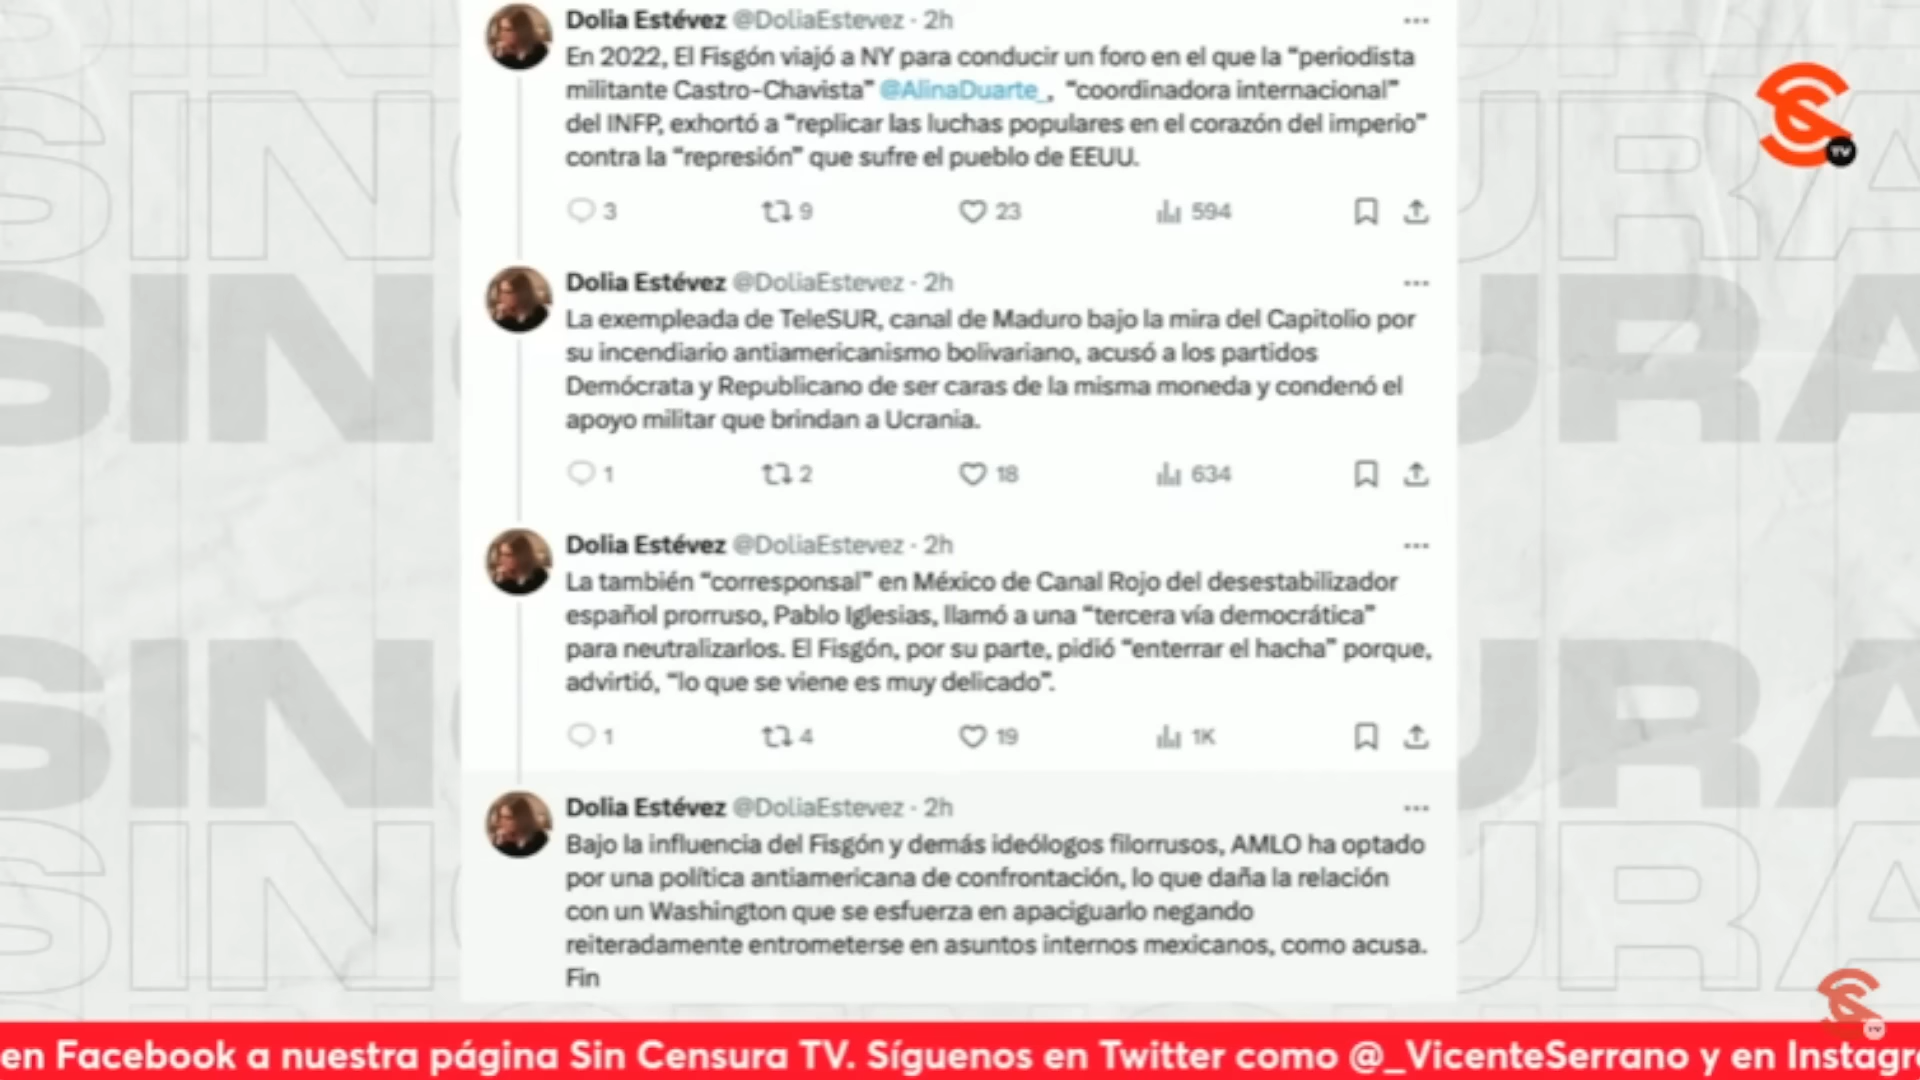 Dolia Estévez @DoliaEstevez · 2h
En 2022, El Fisgón viajó a NY para conducir un foro en el que la “periodista
militante Castro-Chavista” @AlinaDuarte_, “coordinadora internacional”
del INFP, exhortó a “replicar las luchas populares en el corazón del imperio”
contra la “represión” que sufre el pueblo de EEUU.
3 9 23 594
Dolia Estévez @DoliaEstevez · 2h
La exempleada de TeleSUR, canal de Maduro bajo la mira del Capitolio por
su incendiario antiamericanismo bolivariano, acusó a los partidos
Demócrata y Republicano de ser caras de la misma moneda y condenó el
apoyo militar que brindan a Ucrania.
1 2 18 634
Dolia Estévez @DoliaEstevez · 2h
La también “corresponsal” en México de Canal Rojo del desestabilizador
español prorruso, Pablo Iglesias, llamó a una “tercera vía democrática”
para neutralizarlos. El Fisgón, por su parte, pidió “enterrar el hacha” porque,
advirtió, “lo que se viene es muy delicado”.
1 4 19 1K
Dolia Estévez @DoliaEstevez · 2h
Bajo la influencia del Fisgón y demás ideólogos filorrusos, AMLO ha optado
por una política antiamericana de confrontación, lo que daña la relación
con un Washington que se esfuerza en apaciguarlo negando
reiteradamente entrometerse en asuntos internos mexicanos, como acusa.
Fin
SIN
SIN
SIN
SIN
URA
URA
URA
URA
TV
TV
en Facebook a nuestra página Sin Censura TV. Síguenos en Twitter como @_VicenteSerrano y en Instagr